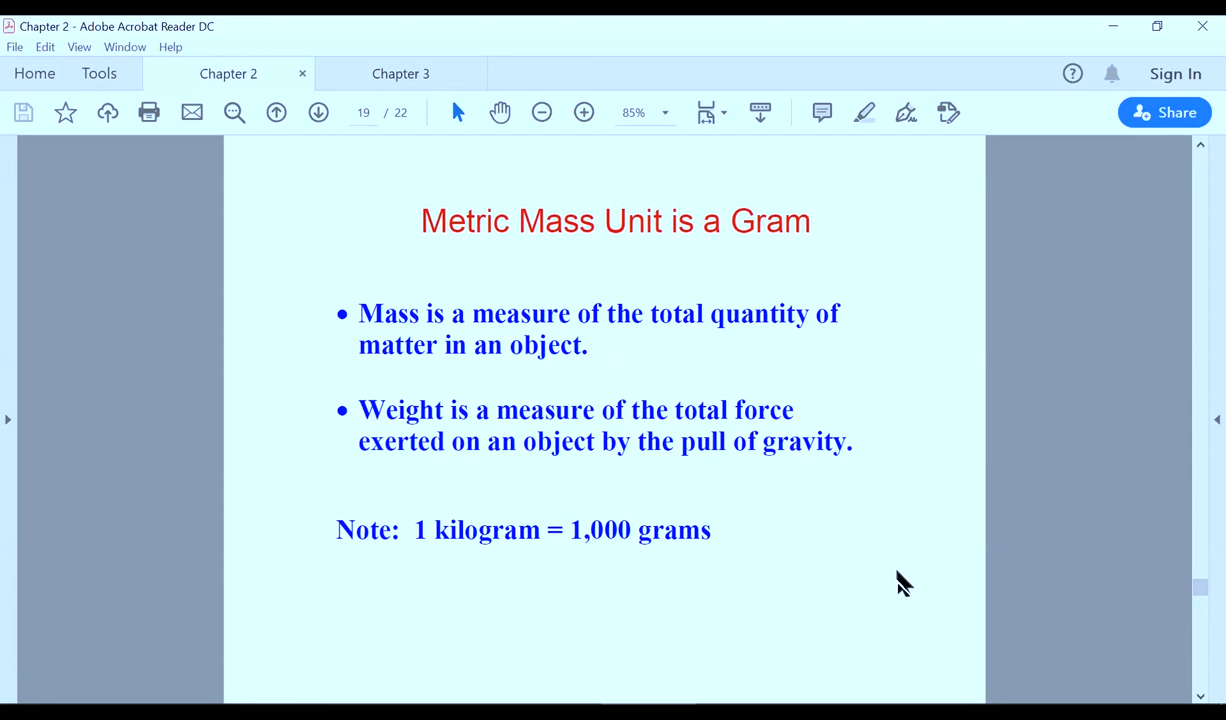 Chapter 2 - Adobe Acrobat Reader DC
File Edit View Window Help
Home Tools Chapter 2 × Chapter 3 ? Sign In
19 / 22 85% Share
Metric Mass Unit is a Gram
• Mass is a measure of the total quantity of
matter in an object.
• Weight is a measure of the total force
exerted on an object by the pull of gravity.
Note: 1 kilogram = 1,000 grams